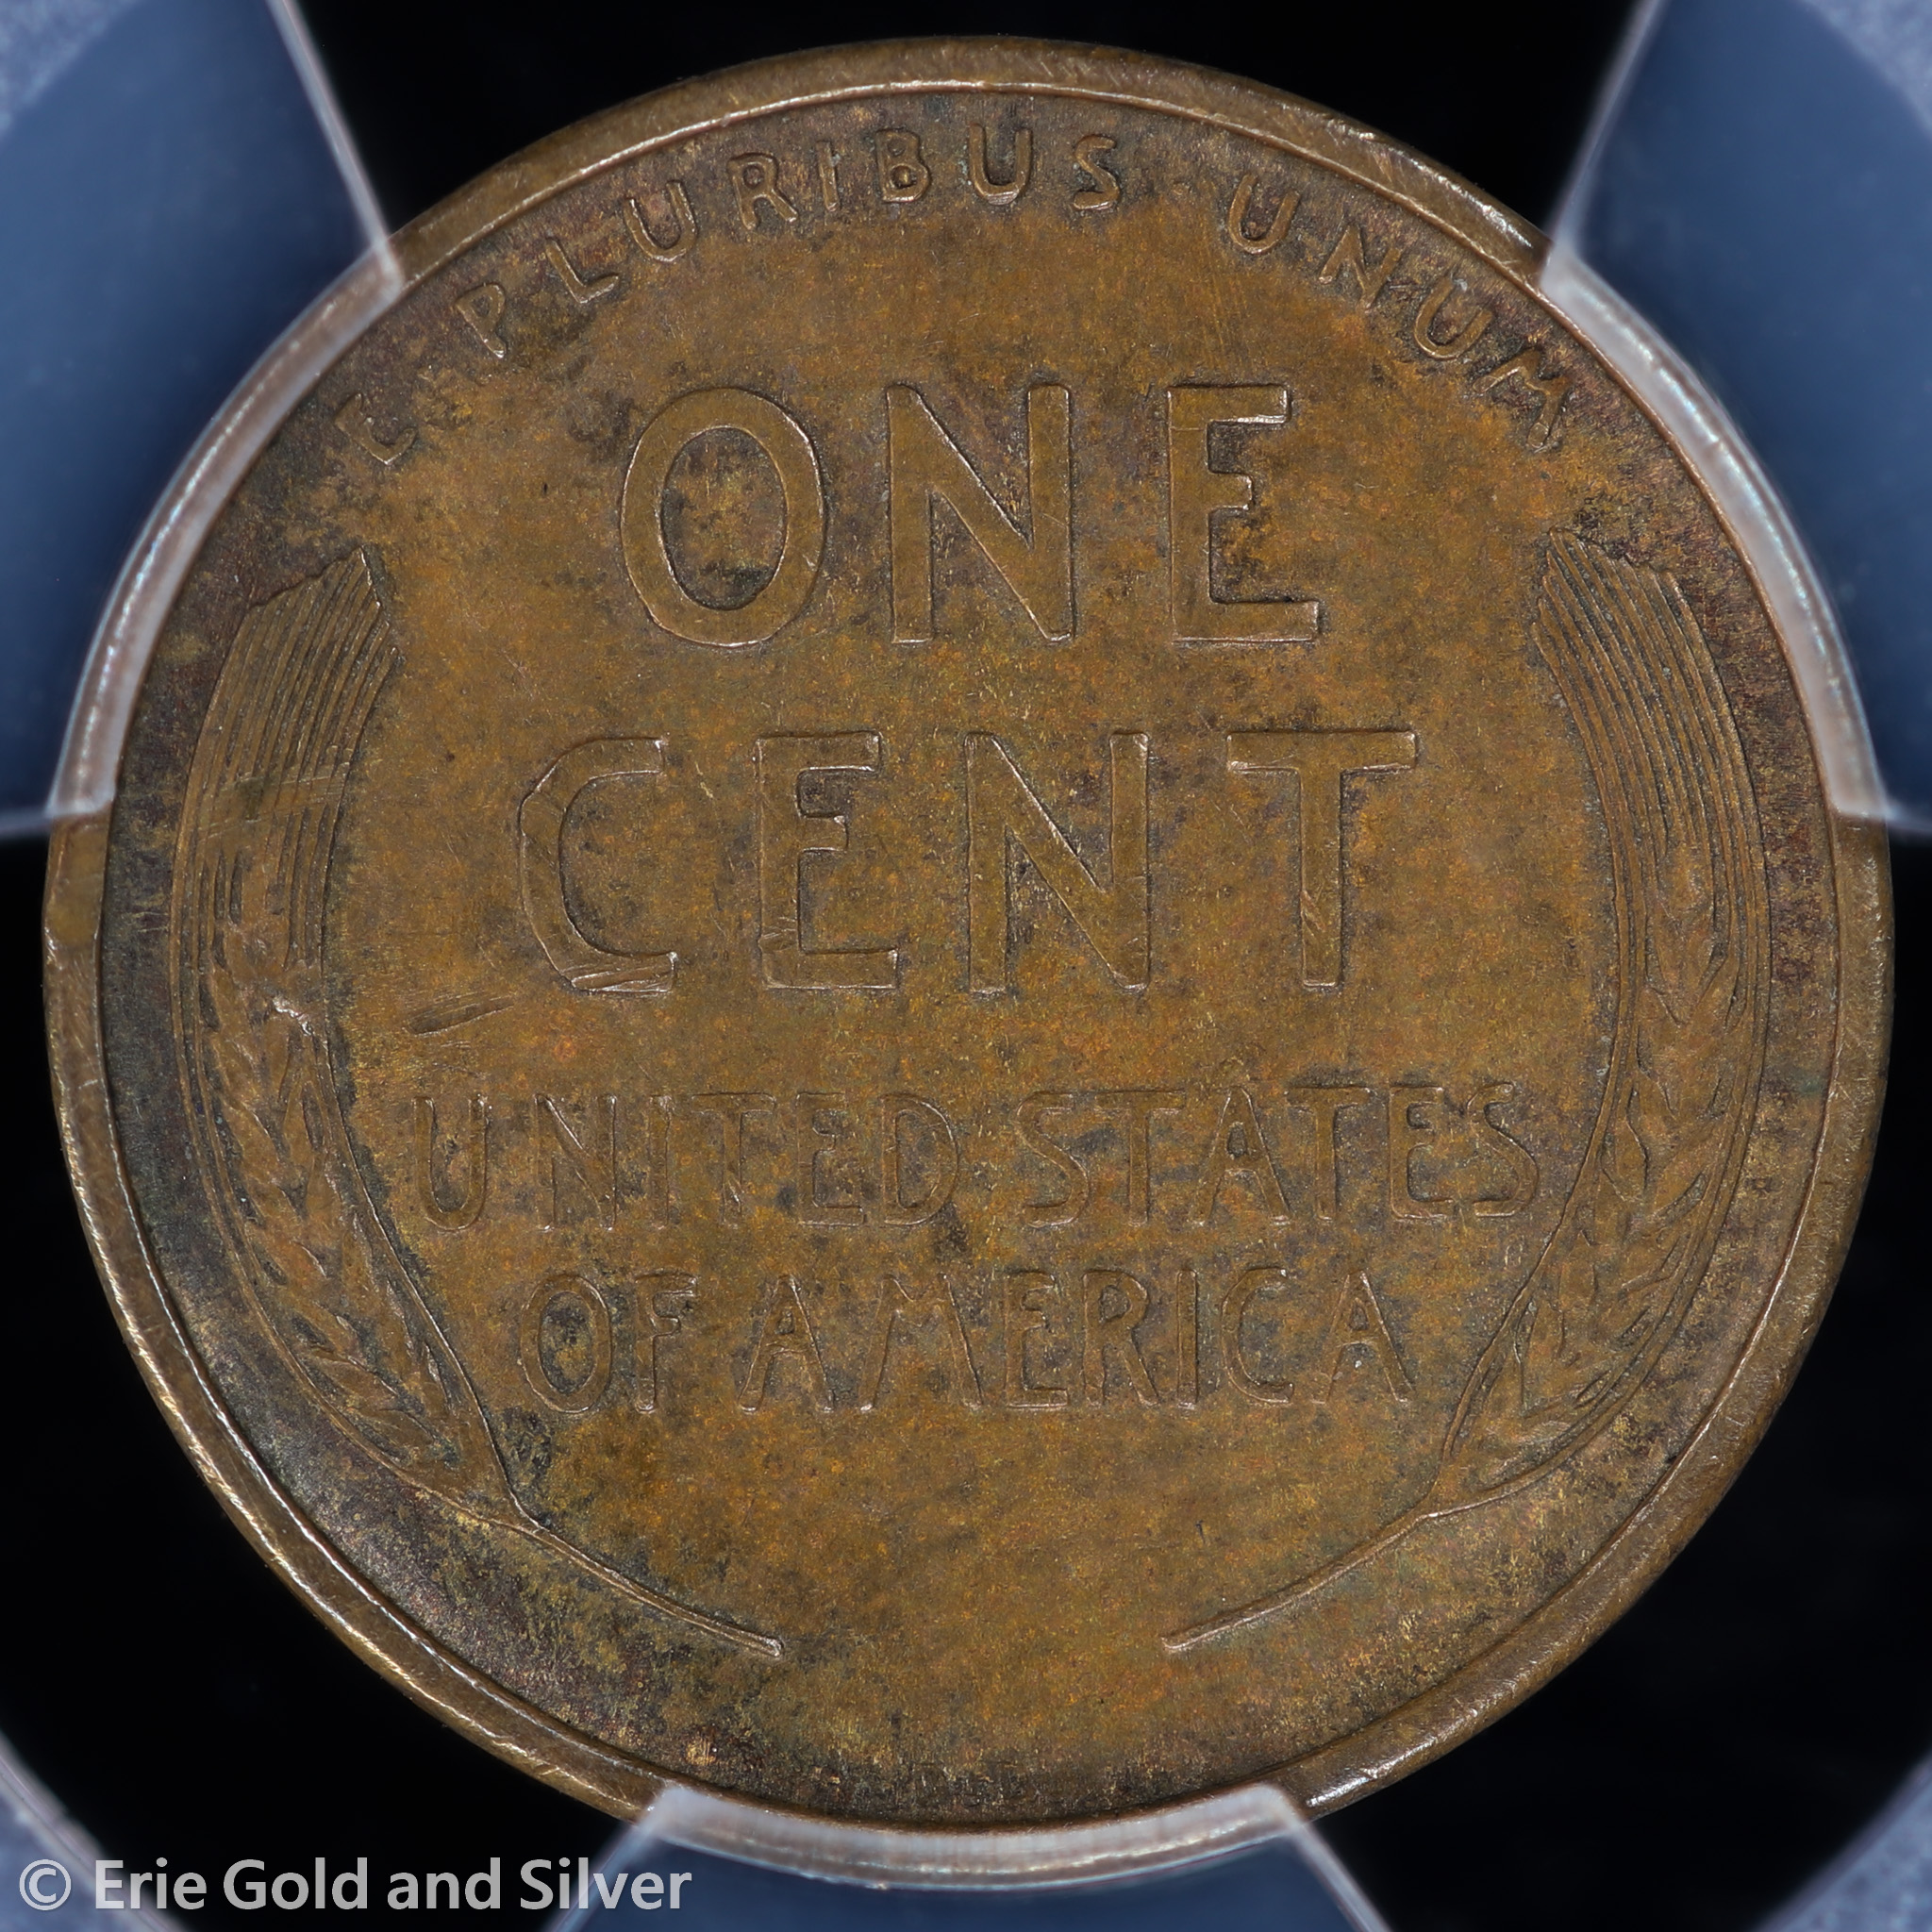 E·PLURIBUS·UNUM
ONE
CENT
UNITED STATES
OF AMERICA
© Erie Gold and Silver